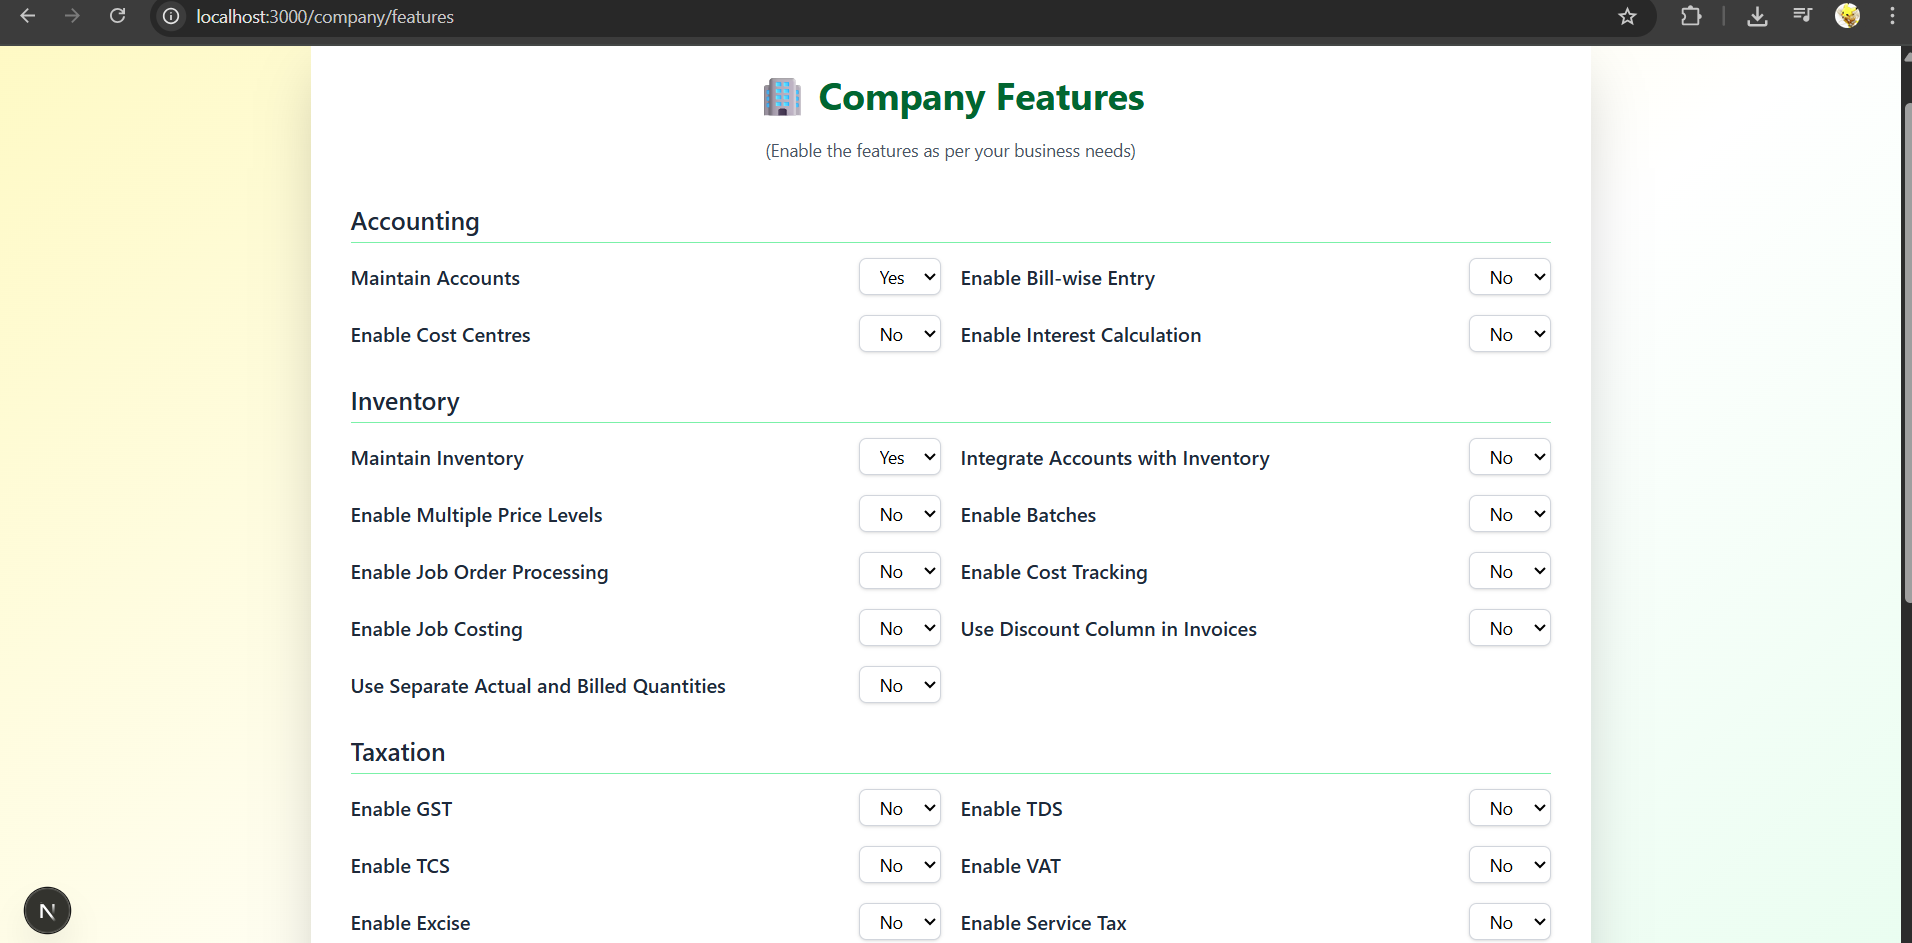 localhost:3000/company/features
Company Features
(Enable the features as per your business needs)
Accounting
Maintain Accounts Yes Enable Bill-wise Entry No
Enable Cost Centres No Enable Interest Calculation No
Inventory
Maintain Inventory Yes Integrate Accounts with Inventory No
Enable Multiple Price Levels No Enable Batches No
Enable Job Order Processing No Enable Cost Tracking No
Enable Job Costing No Use Discount Column in Invoices No
Use Separate Actual and Billed Quantities No
Taxation
Enable GST No Enable TDS No
Enable TCS No Enable VAT No
Enable Excise No Enable Service Tax No
N